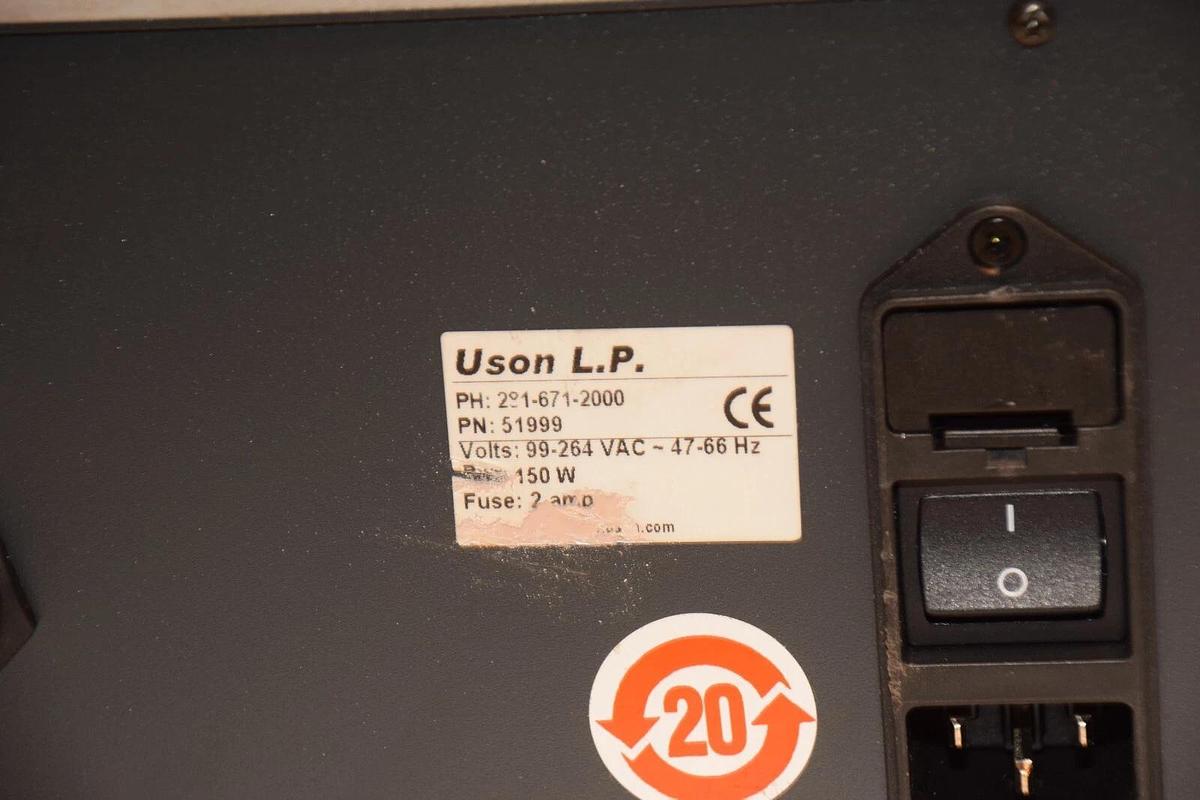 Uson L.P.
PH: 281-671-2000
CE
PN: 51999
Volts: 99-264 VAC ~ 47-66 Hz
150 W
Fuse: 2 amp
I
O
20